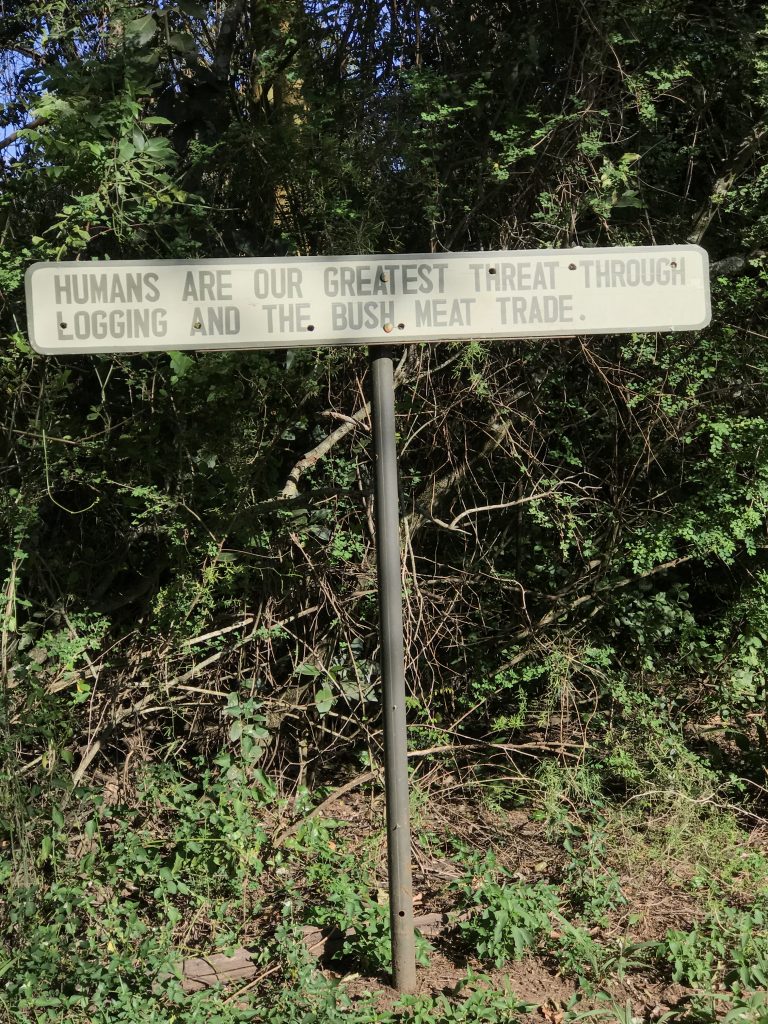 HUMANS ARE OUR GREATEST THREAT THROUGH
LOGGING AND THE BUSH MEAT TRADE.